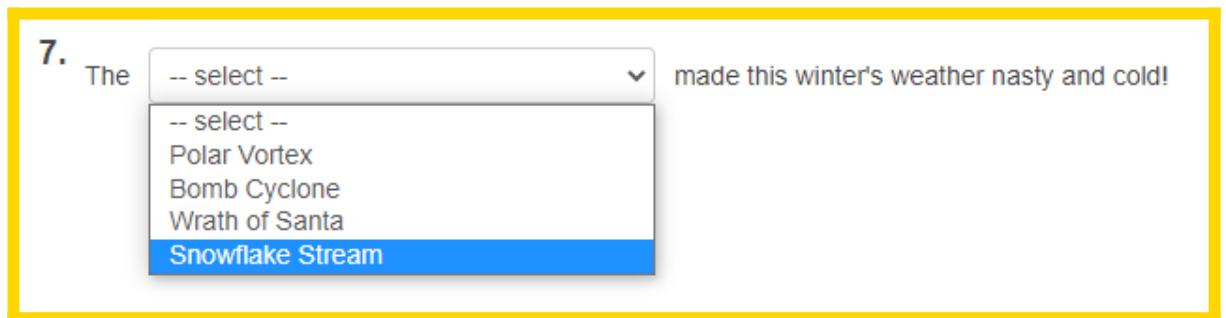 7.
The -- select -- made this winter's weather nasty and cold!
-- select --
Polar Vortex
Bomb Cyclone
Wrath of Santa
Snowflake Stream